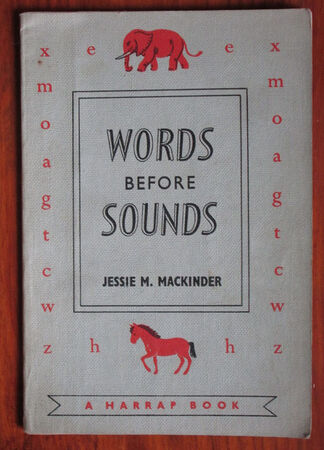 x e e x
m m
o o
a a
g g
t t
c c
w w
z h h z
WORDS
BEFORE
SOUNDS
JESSIE M. MACKINDER
A HARRAP BOOK